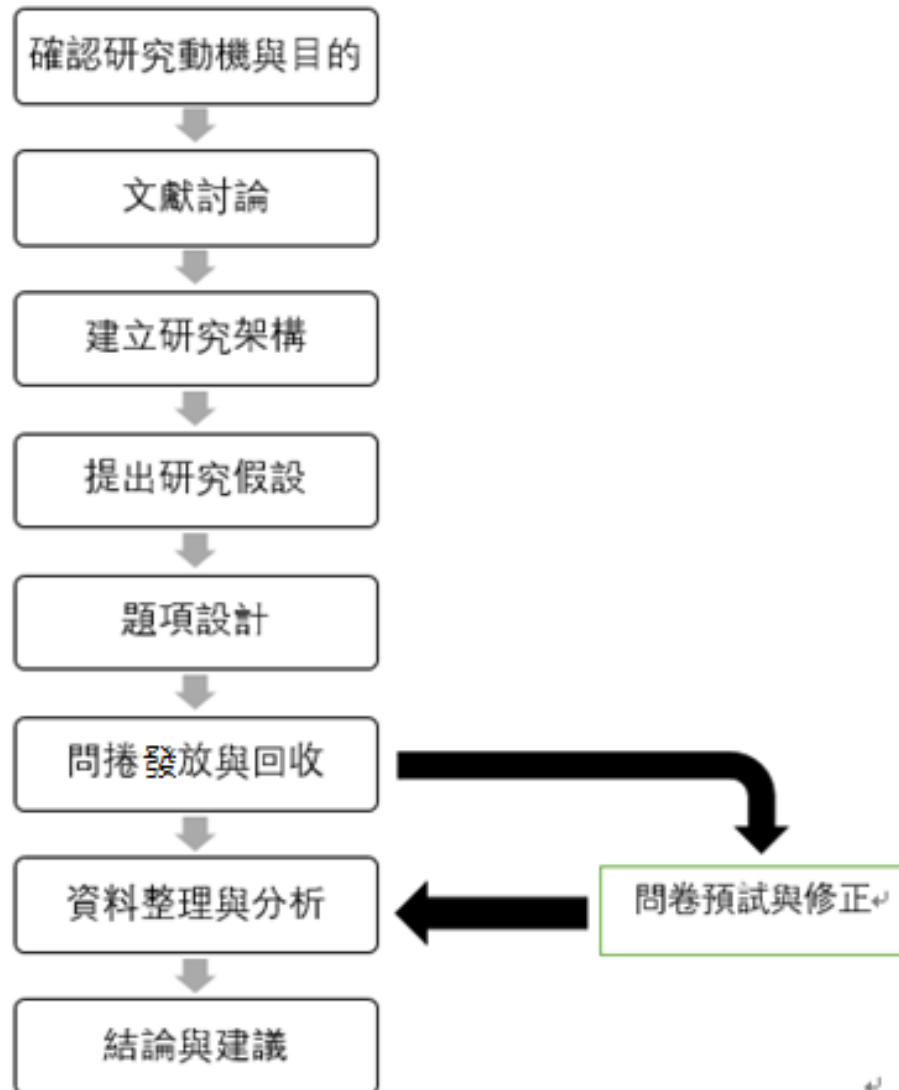 確認研究動機與目的
文獻討論
建立研究架構
提出研究假設
題項設計
問捲發放與回收
資料整理與分析
問卷預試與修正
結論與建議